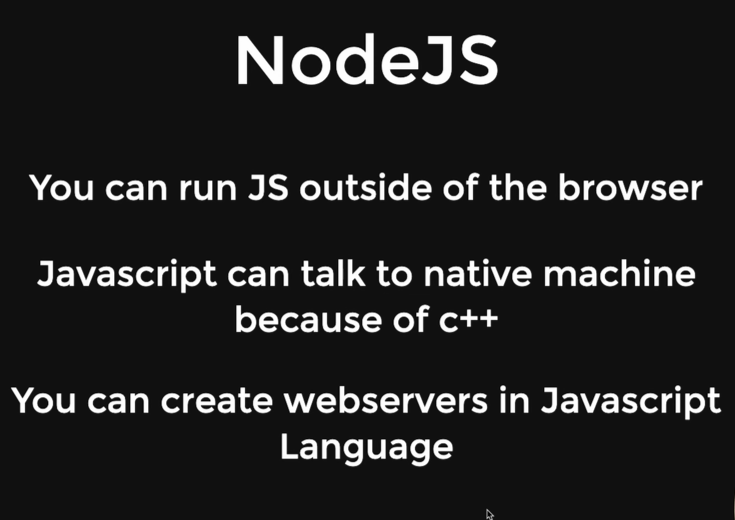 NodeJS
You can run JS outside of the browser
Javascript can talk to native machine
because of c++
You can create webservers in Javascript
Language